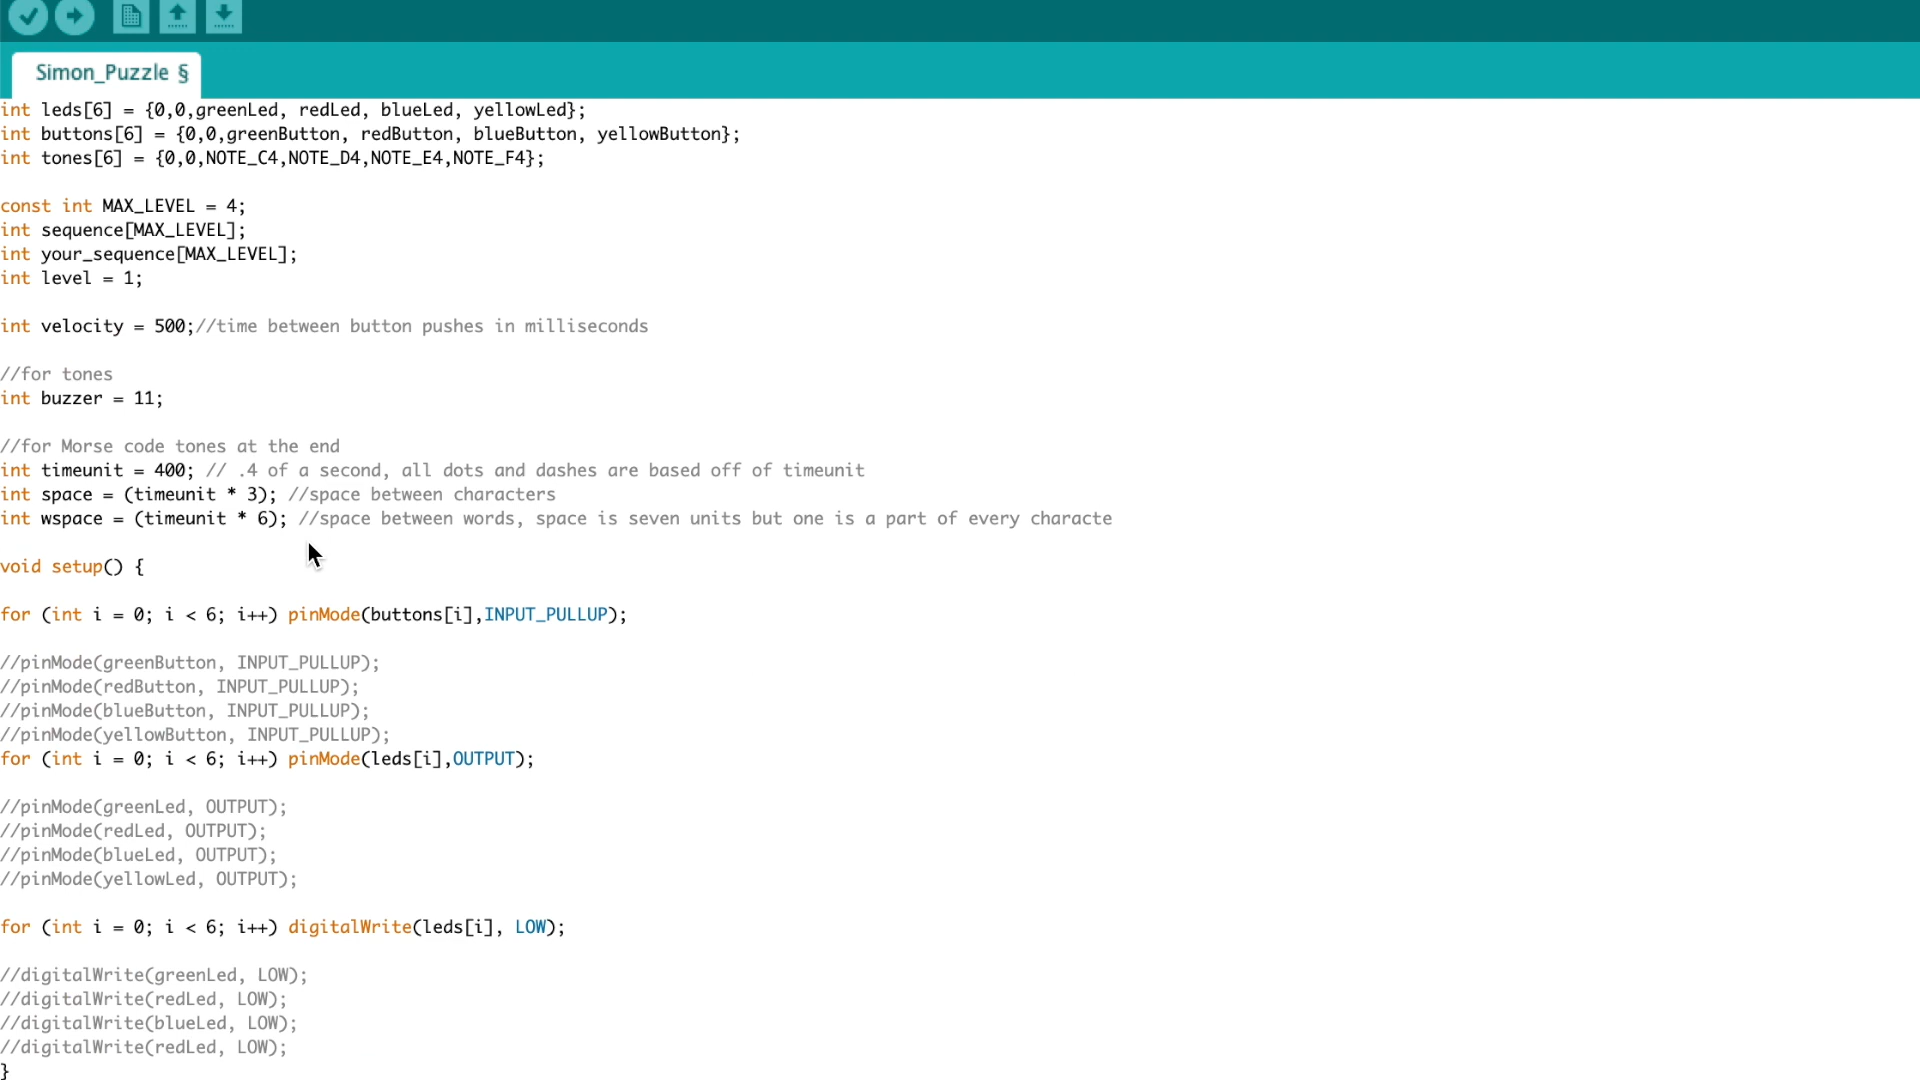 Simon_Puzzle §
int leds[6] = {0,0,greenLed, redLed, blueLed, yellowLed};
int buttons[6] = {0,0,greenButton, redButton, blueButton, yellowButton};
int tones[6] = {0,0,NOTE_C4,NOTE_D4,NOTE_E4,NOTE_F4};
const int MAX_LEVEL = 4;
int sequence[MAX_LEVEL];
int your_sequence[MAX_LEVEL];
int level = 1;
int velocity = 500;//time between button pushes in milliseconds
//for tones
int buzzer = 11;
//for Morse code tones at the end
int timeunit = 400; // .4 of a second, all dots and dashes are based off of timeunit
int space = (timeunit * 3); //space between characters
int wspace = (timeunit * 6); //space between words, space is seven units but one is a part of every characte
void setup() {
for (int i = 0; i < 6; i++) pinMode(buttons[i],INPUT_PULLUP);
//pinMode(greenButton, INPUT_PULLUP);
//pinMode(redButton, INPUT_PULLUP);
//pinMode(blueButton, INPUT_PULLUP);
//pinMode(yellowButton, INPUT_PULLUP);
for (int i = 0; i < 6; i++) pinMode(leds[i],OUTPUT);
//pinMode(greenLed, OUTPUT);
//pinMode(redLed, OUTPUT);
//pinMode(blueLed, OUTPUT);
//pinMode(yellowLed, OUTPUT);
for (int i = 0; i < 6; i++) digitalWrite(leds[i], LOW);
//digitalWrite(greenLed, LOW);
//digitalWrite(redLed, LOW);
//digitalWrite(blueLed, LOW);
//digitalWrite(redLed, LOW);
}